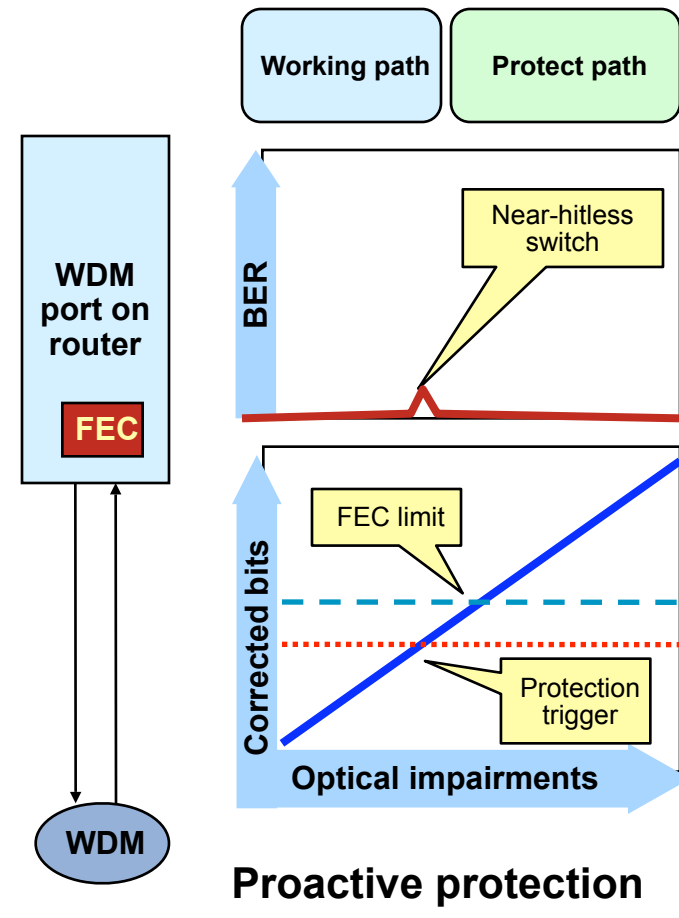 Working path
Protect path
WDM
port on
router
FEC
WDM
BER
Near-hitless
switch
Corrected bits
FEC limit
Protection
trigger
Optical impairments
Proactive protection